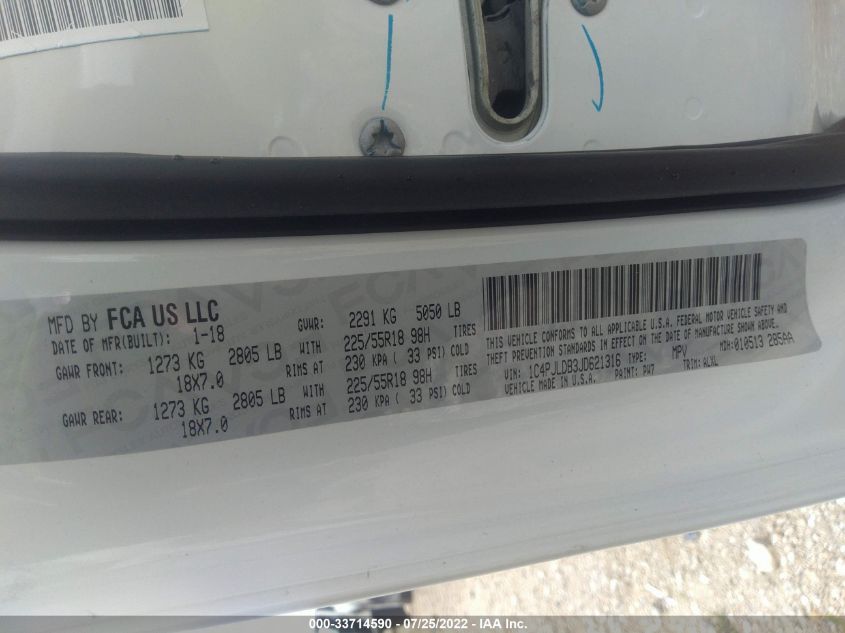 MFD BY FCA US LLC
DATE OF MFR(BUILT): 1-18 GVWR: 2291 KG 5050 LB
GAWR FRONT: 1273 KG 2805 LB WITH 225/55R18 98H TIRES
18X7.0 RIMS AT 230 KPA ( 33 PSI) COLD
GAWR REAR: 1273 KG 2805 LB WITH 225/55R18 98H TIRES
18X7.0 RIMS AT 230 KPA ( 33 PSI) COLD
THIS VEHICLE CONFORMS TO ALL APPLICABLE U.S.A. FEDERAL MOTOR VEHICLE SAFETY AND
THEFT PREVENTION STANDARDS IN EFFECT ON THE DATE OF MANUFACTURE SHOWN ABOVE.
VIN: 1C4PJLDB3JD621316 TYPE: MPV MDH:010513 285AA
VEHICLE MADE IN U.S.A. PAINT: PW7 TRIM: ALXL
000-33714590 - 07/25/2022 - IAA Inc.